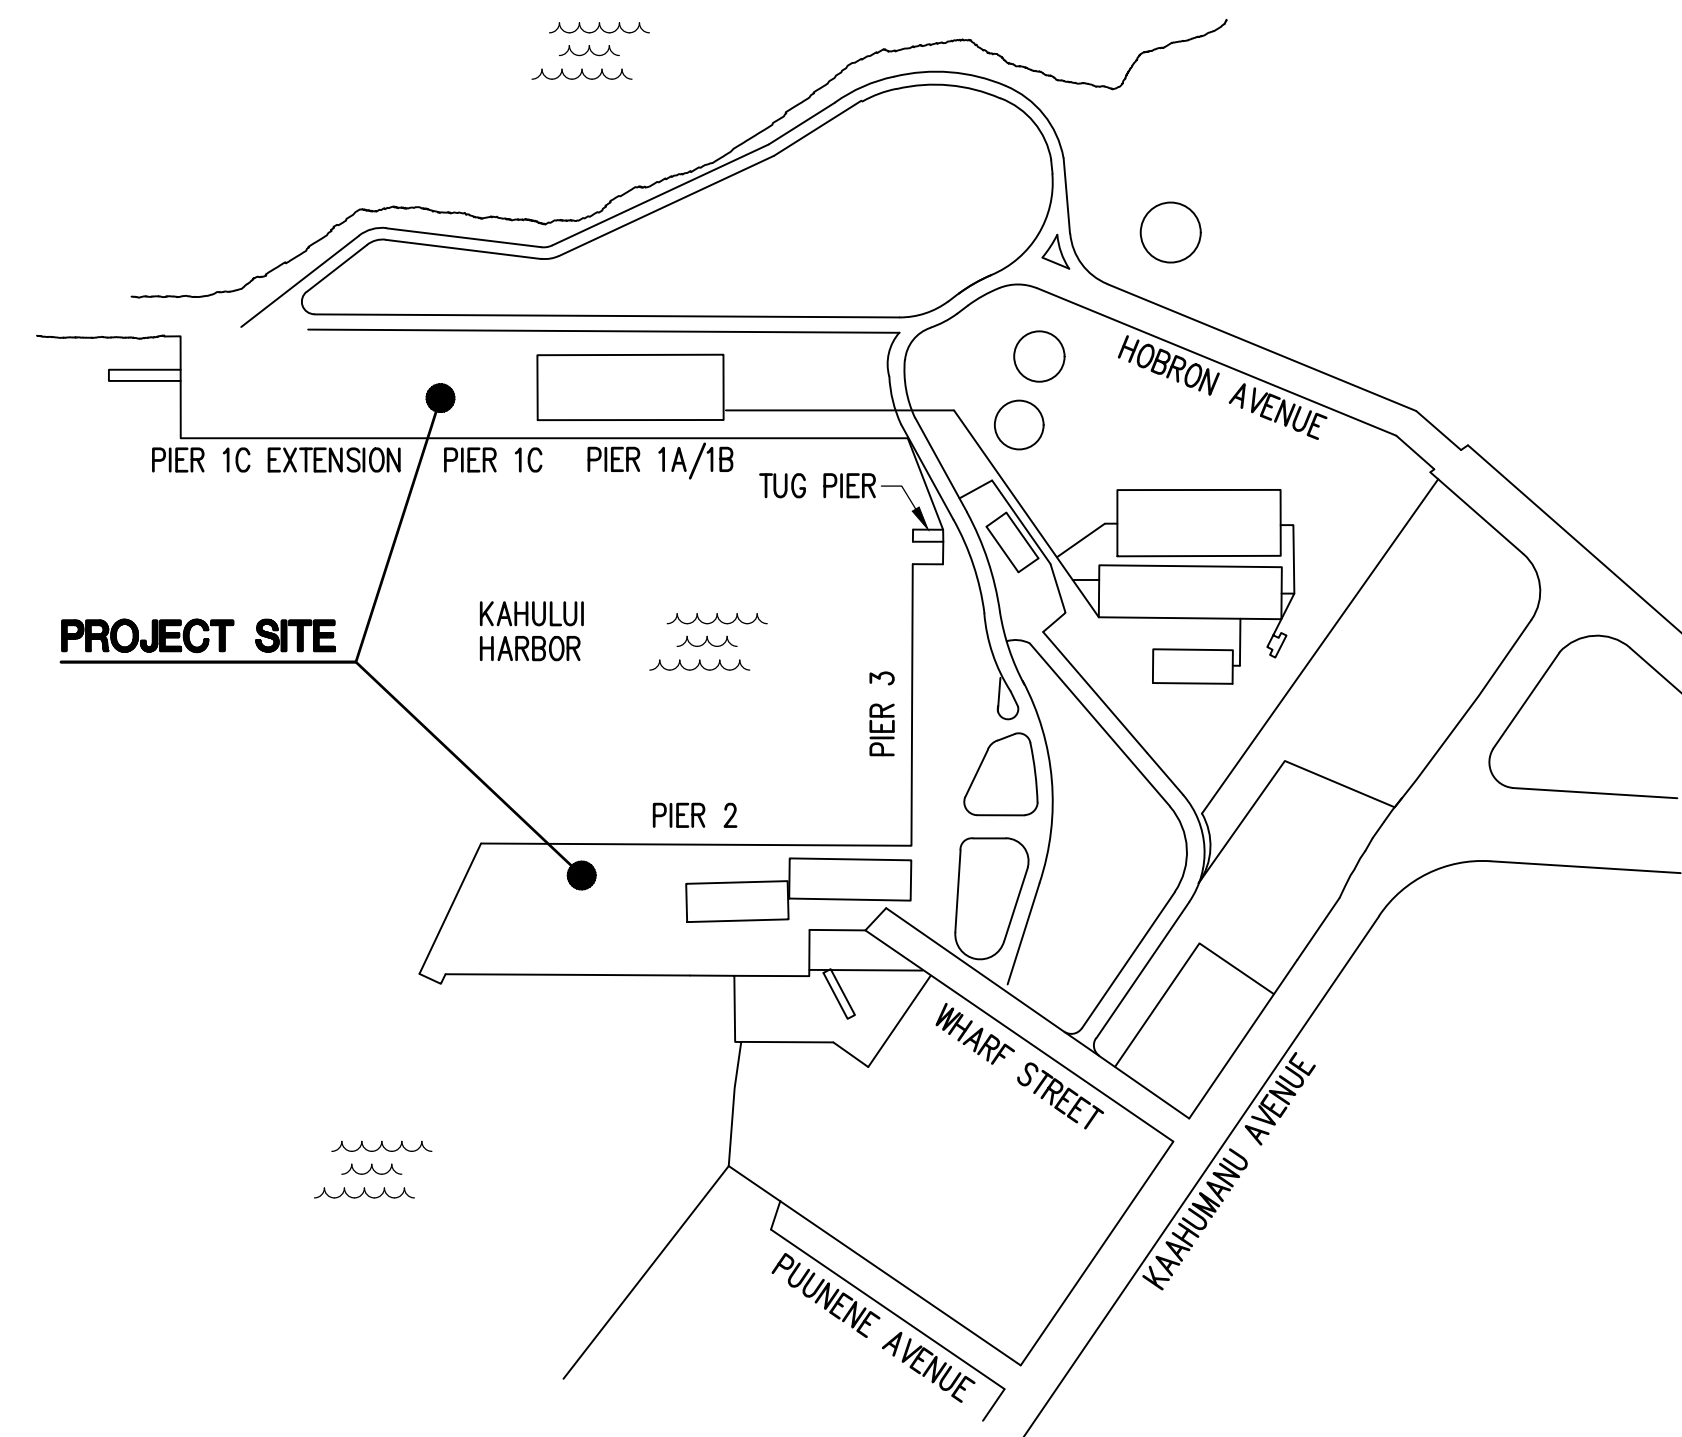 HOBRON AVENUE
PIER 1C EXTENSION
PIER 1C
PIER 1A/1B
TUG PIER
PROJECT SITE
KAHULUI
HARBOR
PIER 3
PIER 2
WHARF STREET
KAAHUMANU AVENUE
PUUNENE AVENUE